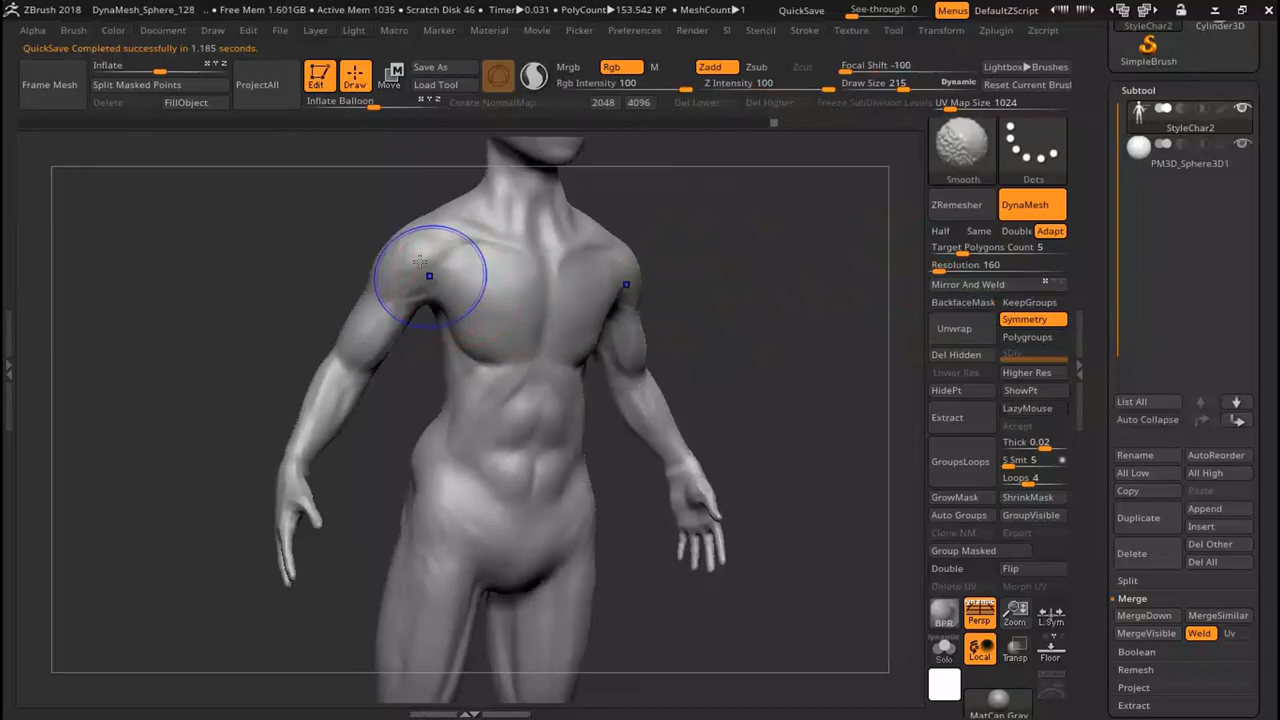 ZBrush 2018 DynaMesh_Sphere_128 .. • Free Mem 1.601GB • Active Mem 1035 • Scratch Disk 46 • Timer▶0.031 • PolyCount▶153.542 KP • MeshCount▶1 QuickSave See-through 0 Menus DefaultZScript
Alpha Brush Color Document Draw Edit File Layer Light Macro Marker Material Movie Picker Preferences Render SI Stencil Stroke Texture Tool Transform Zplugin Zscript
QuickSave Completed successfully in 1.185 seconds.
Frame Mesh
Inflate
Split Masked Points
Delete FillObject
ProjectAll
Edit Draw Move
Inflate Balloon
Save As
Load Tool
Create NormalMap
Mrgb Rgb M
Rgb Intensity 100
2048 4096
Zadd Zsub Zcut
Z Intensity 100
Del Lower Del Higher
Focal Shift -100
Draw Size 215 Dynamic
Freeze SubDivision Levels
Lightbox▶Brushes
Reset Current Brush
UV Map Size 1024
StyleChar2 Cylinder3D
SimpleBrush
Subtool
StyleChar2
PM3D_Sphere3D1
Smooth Dots
ZRemesher DynaMesh
Half Same Double Adapt
Target Polygons Count 5
Resolution 160
Mirror And Weld
BackfaceMask KeepGroups
Unwrap Symmetry
Polygroups
Del Hidden SDiv
Lower Res Higher Res
HidePt ShowPt
Extract LazyMouse
Accept
Thick 0.02
GroupsLoops S Smt 5
Loops 4
GrowMask ShrinkMask
Auto Groups GroupVisible
Clone NM Export
Group Masked
Double Flip
Delete UV Morph UV
BPR Persp Zoom L.Sym
Dynamic
Solo Local Transp Floor
MatCap Gray
List All
Auto Collapse
Rename AutoReorder
All Low All High
Copy Paste
Duplicate Append
Insert
Delete Del Other
Del All
Split
Merge
MergeDown MergeSimilar
MergeVisible Weld Uv
Boolean
Remesh
Project
Extract